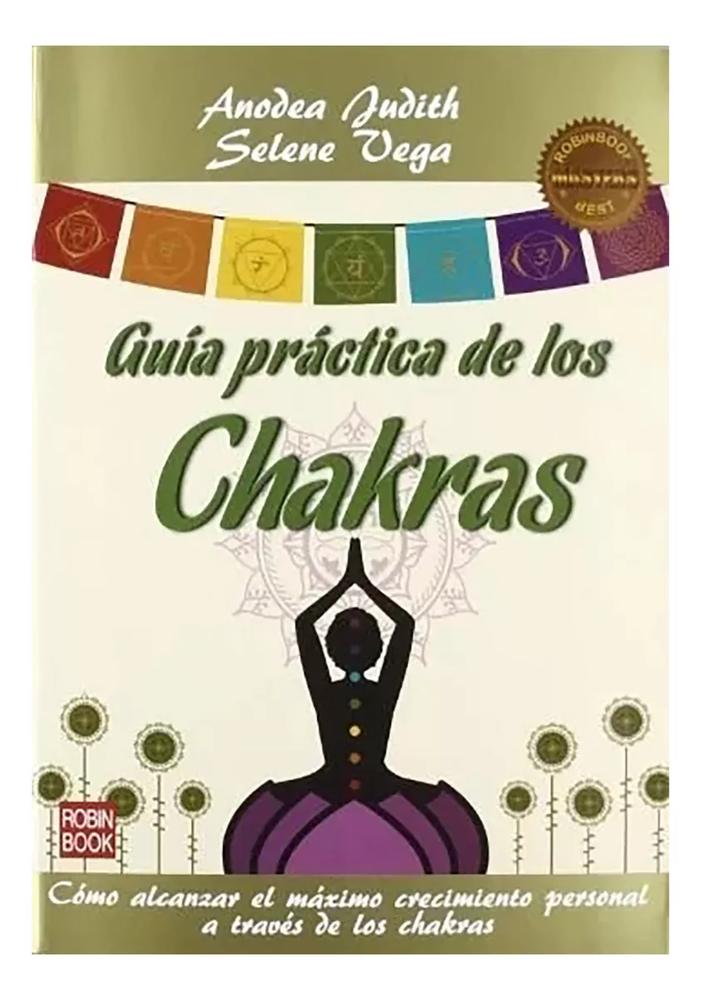 Anodea Judith
Selene Vega
ROBINBOOK
MASTERS
BEST
लं
वं
रं
यं
हं
ॐ
Guía práctica de los
Chakras
ROBIN
BOOK
Cómo alcanzar el máximo crecimiento personal
a través de los chakras